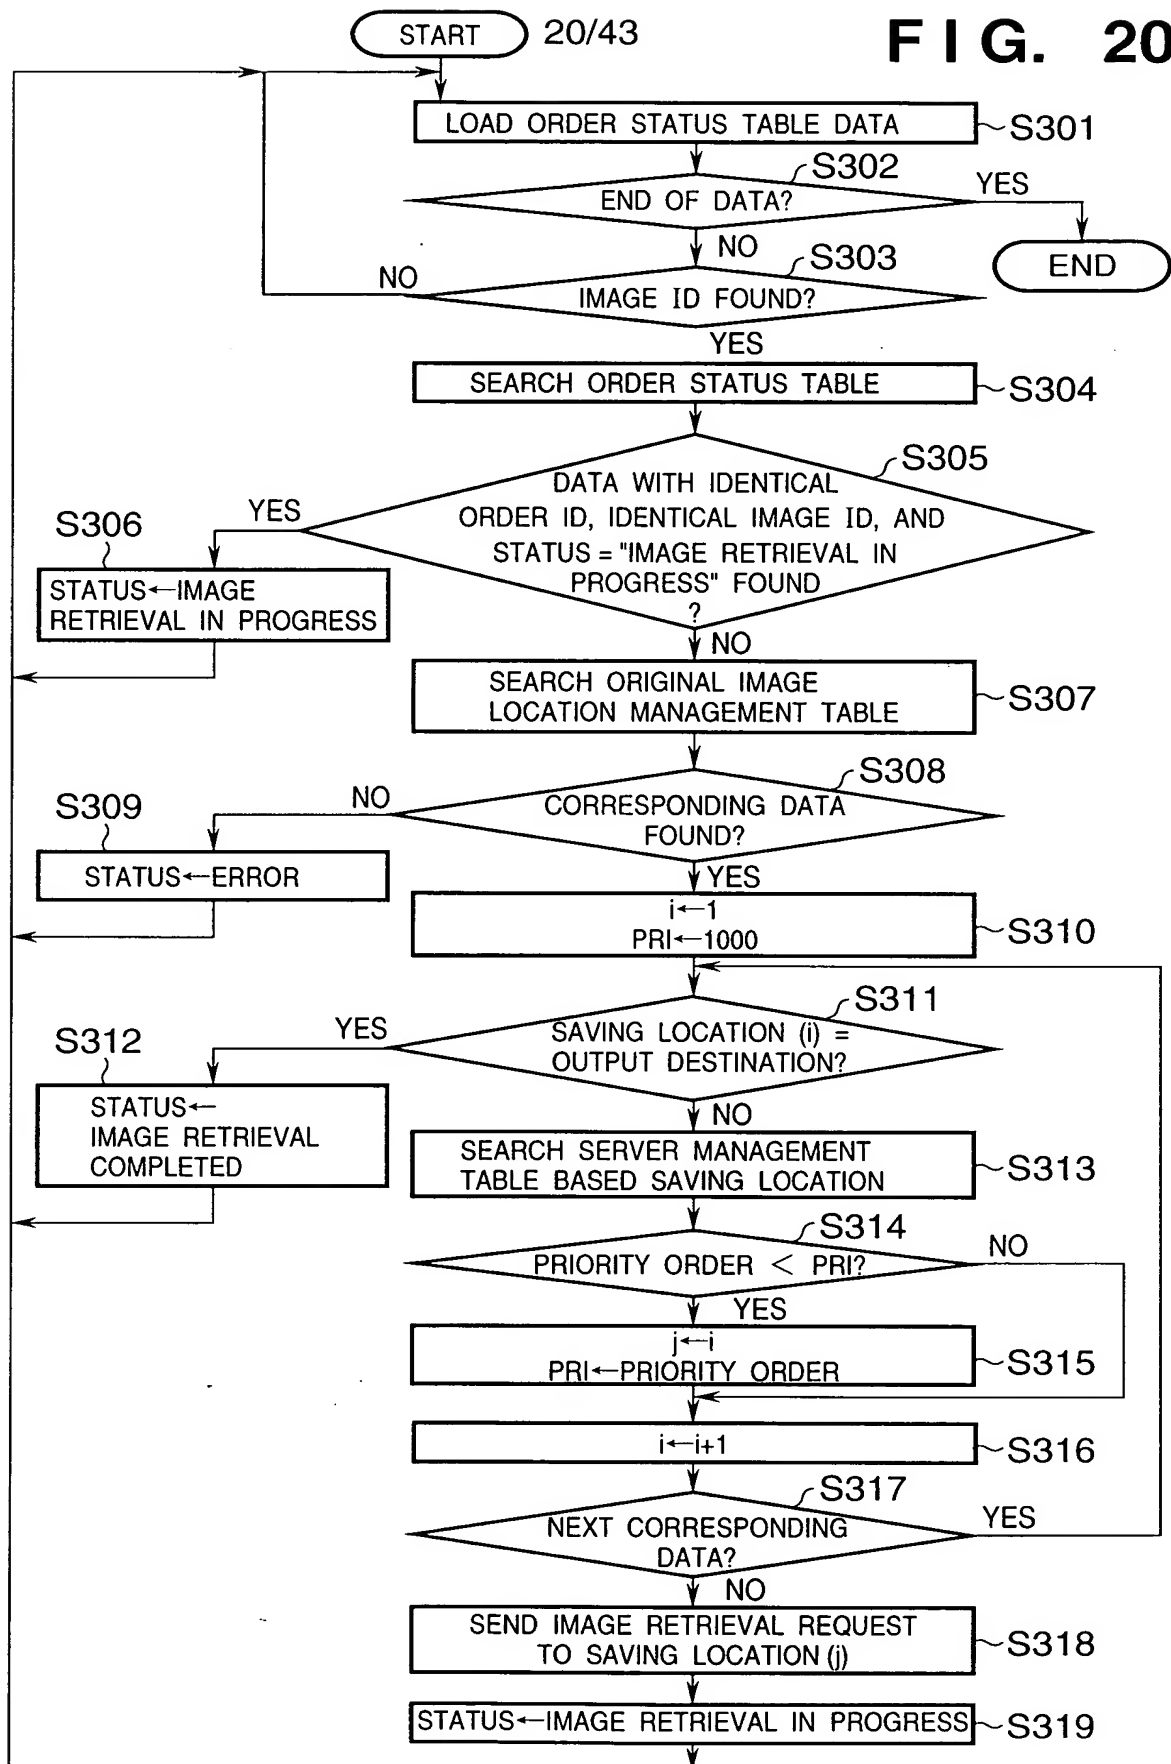 START 20/43
F I G. 20
LOAD ORDER STATUS TABLE DATA
S301
S302
END OF DATA?
YES
NO
END
S303
NO
IMAGE ID FOUND?
YES
SEARCH ORDER STATUS TABLE
S304
S305
DATA WITH IDENTICAL
ORDER ID, IDENTICAL IMAGE ID, AND
STATUS = "IMAGE RETRIEVAL IN
PROGRESS" FOUND
?
YES
S306
STATUS←IMAGE
RETRIEVAL IN PROGRESS
NO
SEARCH ORIGINAL IMAGE
LOCATION MANAGEMENT TABLE
S307
S308
CORRESPONDING DATA
FOUND?
NO
S309
STATUS←ERROR
YES
i←1
PRI←1000
S310
S311
SAVING LOCATION (i) =
OUTPUT DESTINATION?
YES
S312
STATUS←
IMAGE RETRIEVAL
COMPLETED
NO
SEARCH SERVER MANAGEMENT
TABLE BASED SAVING LOCATION
S313
S314
PRIORITY ORDER < PRI?
NO
YES
j←i
PRI←PRIORITY ORDER
S315
i←i+1
S316
S317
NEXT CORRESPONDING
DATA?
YES
NO
SEND IMAGE RETRIEVAL REQUEST
TO SAVING LOCATION (j)
S318
STATUS←IMAGE RETRIEVAL IN PROGRESS
S319